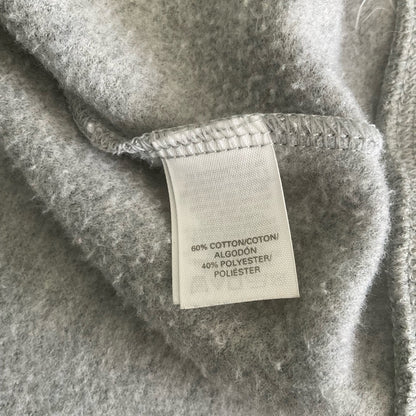 60% COTTON/COTON/
ALGODÓN
40% POLYESTER/
POLIÉSTER